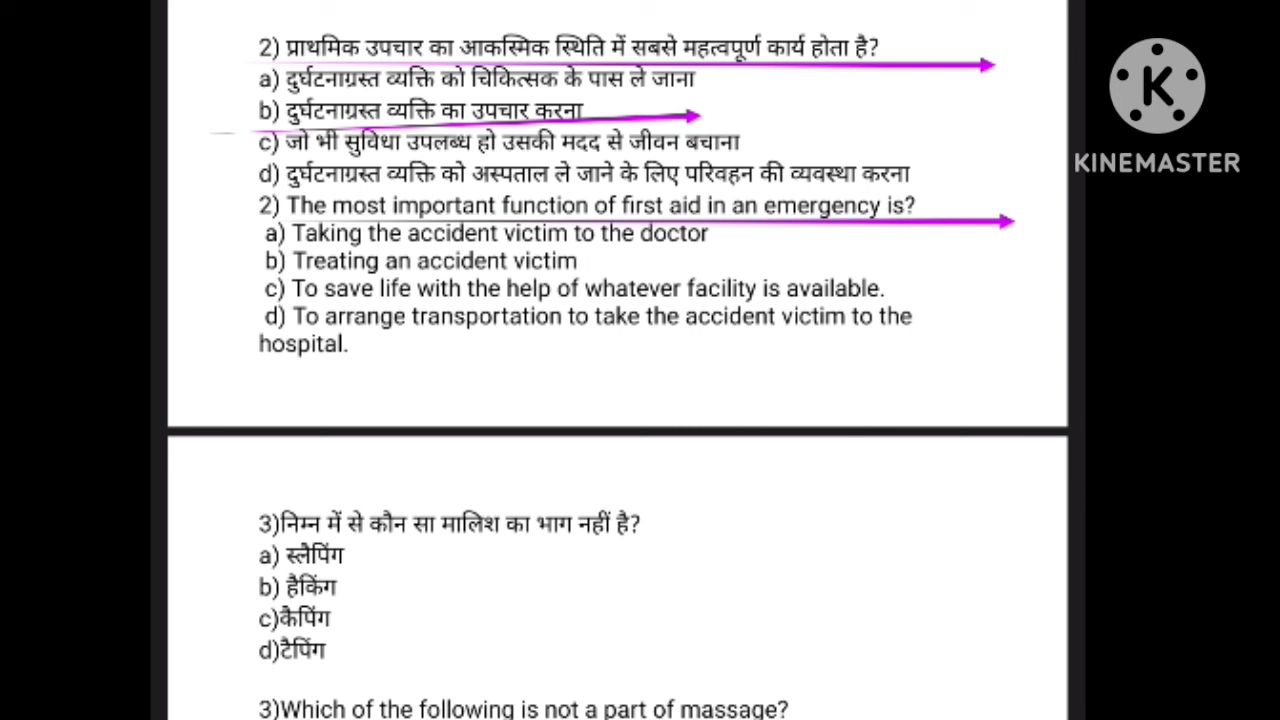 2) प्राथमिक उपचार का आकस्मिक स्थिति में सबसे महत्वपूर्ण कार्य होता है?
a) दुर्घटनाग्रस्त व्यक्ति को चिकित्सक के पास ले जाना
b) दुर्घटनाग्रस्त व्यक्ति का उपचार करना
c) जो भी सुविधा उपलब्ध हो उसकी मदद से जीवन बचाना
d) दुर्घटनाग्रस्त व्यक्ति को अस्पताल ले जाने के लिए परिवहन की व्यवस्था करना
2) The most important function of first aid in an emergency is?
a) Taking the accident victim to the doctor
b) Treating an accident victim
c) To save life with the help of whatever facility is available.
d) To arrange transportation to take the accident victim to the
hospital.
3)निम्न में से कौन सा मालिश का भाग नहीं है?
a) स्लैपिंग
b) हैकिंग
c)कैपिंग
d)टैपिंग
3)Which of the following is not a part of massage?
K
KINEMASTER